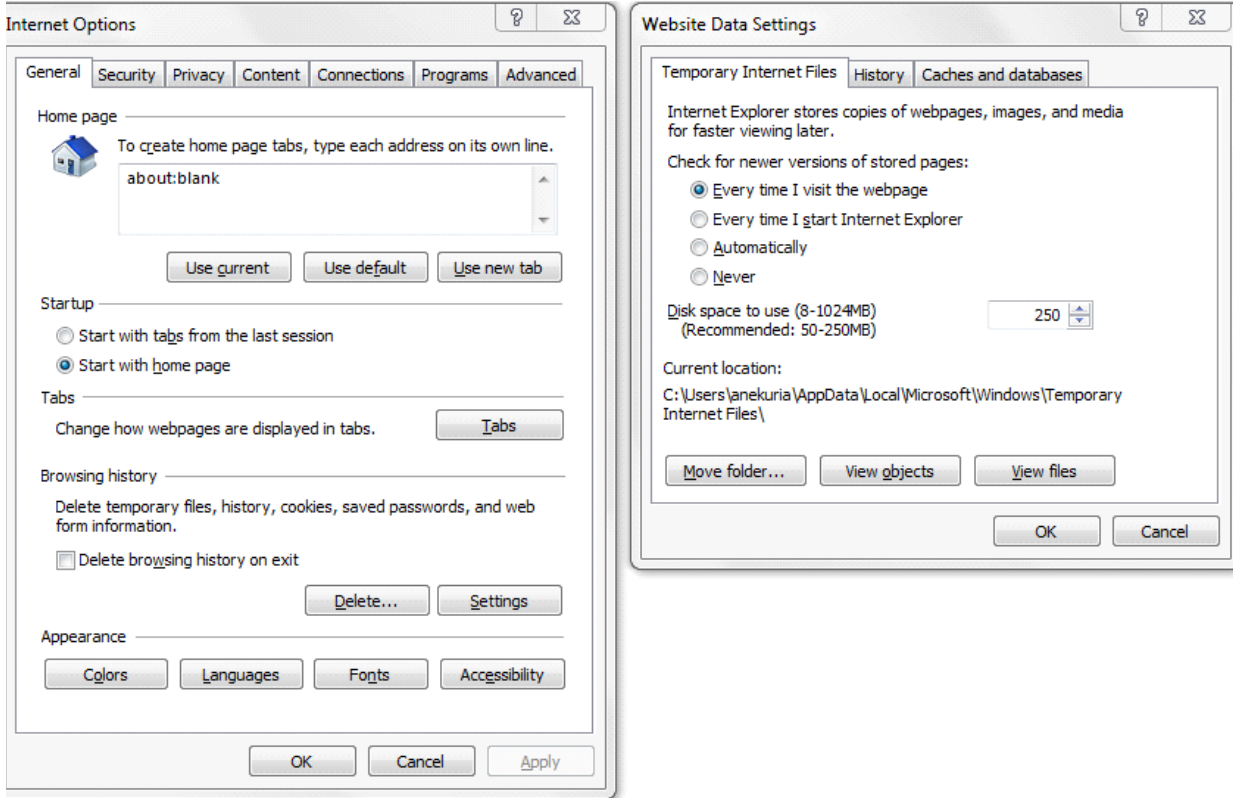 Internet Options
General Security Privacy Content Connections Programs Advanced
Home page
To create home page tabs, type each address on its own line.
about:blank
Use current Use default Use new tab
Startup
Start with tabs from the last session
Start with home page
Tabs
Change how webpages are displayed in tabs.
Tabs
Browsing history
Delete temporary files, history, cookies, saved passwords, and web
form information.
Delete browsing history on exit
Delete... Settings
Appearance
Colors Languages Fonts Accessibility
OK Cancel Apply
Website Data Settings
Temporary Internet Files History Caches and databases
Internet Explorer stores copies of webpages, images, and media
for faster viewing later.
Check for newer versions of stored pages:
Every time I visit the webpage
Every time I start Internet Explorer
Automatically
Never
Disk space to use (8-1024MB)
(Recommended: 50-250MB)
250
Current location:
C:\Users\anekuria\AppData\Local\Microsoft\Windows\Temporary
Internet Files\
Move folder... View objects View files
OK Cancel